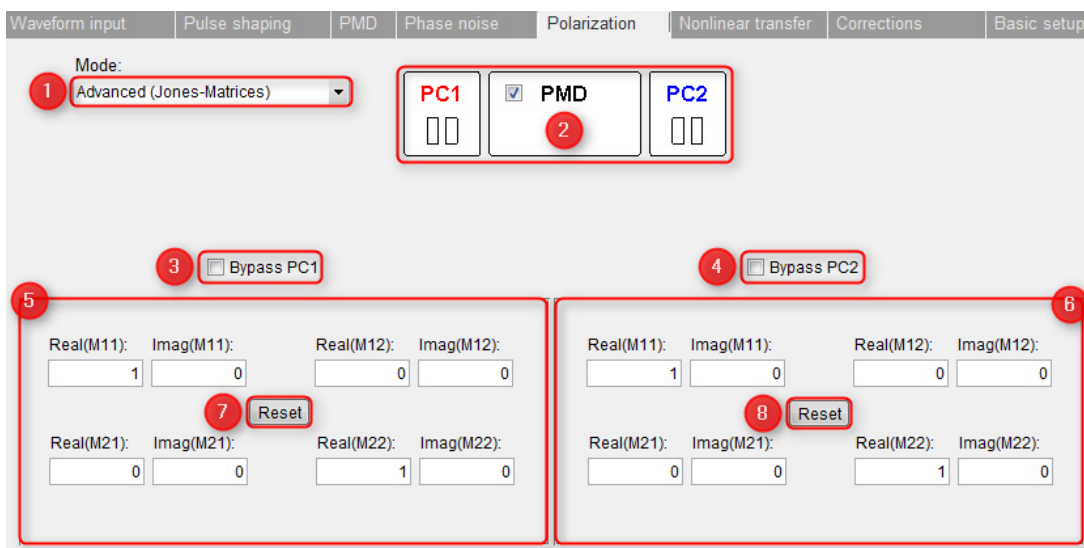 Waveform input Pulse shaping PMD Phase noise Polarization Nonlinear transfer Corrections Basic setup
Mode:
1 Advanced (Jones-Matrices)
PC1 PMD PC2
2
3 Bypass PC1 4 Bypass PC2
5 6
Real(M11): Imag(M11): Real(M12): Imag(M12): Real(M11): Imag(M11): Real(M12): Imag(M12):
1 0 0 0 1 0 0 0
7 Reset 8 Reset
Real(M21): Imag(M21): Real(M22): Imag(M22): Real(M21): Imag(M21): Real(M22): Imag(M22):
0 0 1 0 0 0 1 0